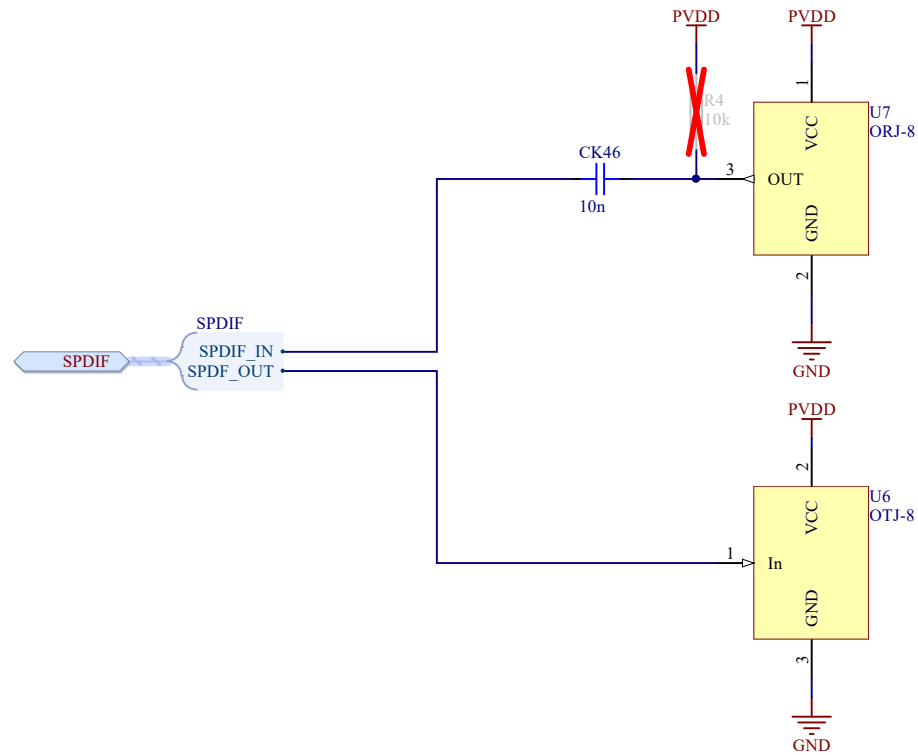 PVDD
PVDD
R4
10k
1
VCC
U7
ORJ-8
CK46
10n
3
OUT
GND
2
GND
SPDIF
SPDIF
SPDIF_IN
SPDF_OUT
PVDD
2
VCC
U6
OTJ-8
1
In
GND
3
GND